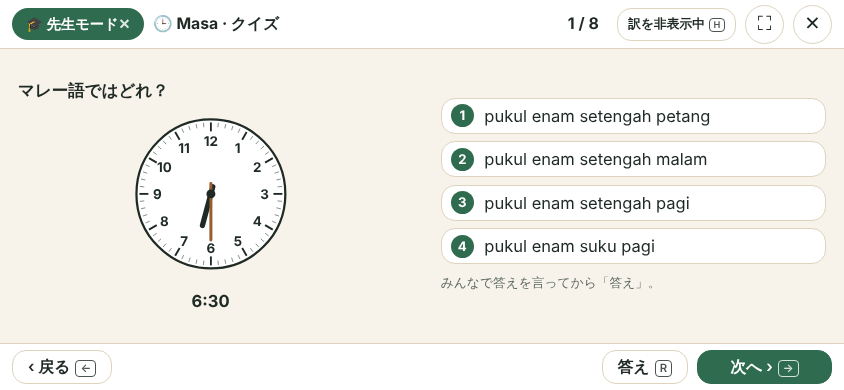 🎓 先生モード✕
🕒 Masa · クイズ
1 / 8
訳を非表示中 H
✕
マレー語ではどれ？
12
1
2
3
4
5
6
7
8
9
10
11
6:30
1 pukul enam setengah petang
2 pukul enam setengah malam
3 pukul enam setengah pagi
4 pukul enam suku pagi
みんなで答えを言ってから「答え」。
‹ 戻る ←
答え R
次へ › →